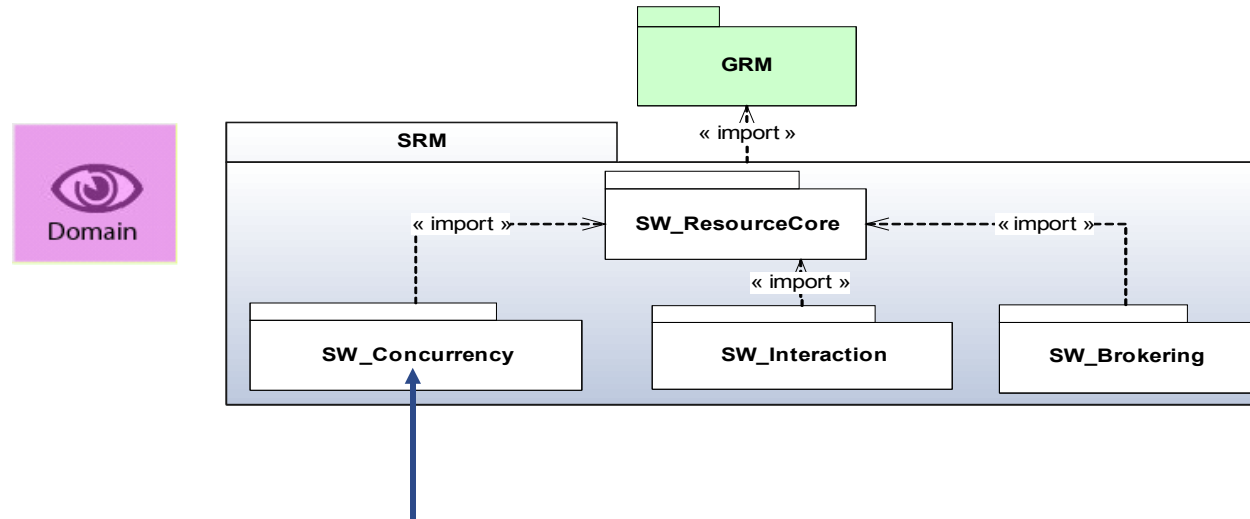 GRM
« import »
SRM
SW_ResourceCore
« import »
« import »
Domain
« import »
SW_Concurrency
SW_Interaction
SW_Brokering